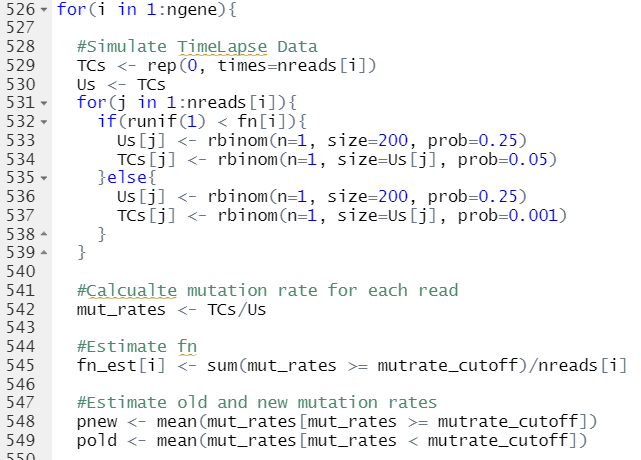 526 for(i in 1:ngene){
527
528 #Simulate TimeLapse Data
529 TCs <- rep(0, times=nreads[i])
530 Us <- TCs
531 for(j in 1:nreads[i]){
532 if(runif(1) < fn[i]){
533 Us[j] <- rbinom(n=1, size=200, prob=0.25)
534 TCs[j] <- rbinom(n=1, size=Us[j], prob=0.05)
535 }else{
536 Us[j] <- rbinom(n=1, size=200, prob=0.25)
537 TCs[j] <- rbinom(n=1, size=Us[j], prob=0.001)
538 }
539 }
540
541 #Calcualte mutation rate for each read
542 mut_rates <- TCs/Us
543
544 #Estimate fn
545 fn_est[i] <- sum(mut_rates >= mutrate_cutoff)/nreads[i]
546
547 #Estimate old and new mutation rates
548 pnew <- mean(mut_rates[mut_rates >= mutrate_cutoff])
549 pold <- mean(mut_rates[mut_rates < mutrate_cutoff])
550